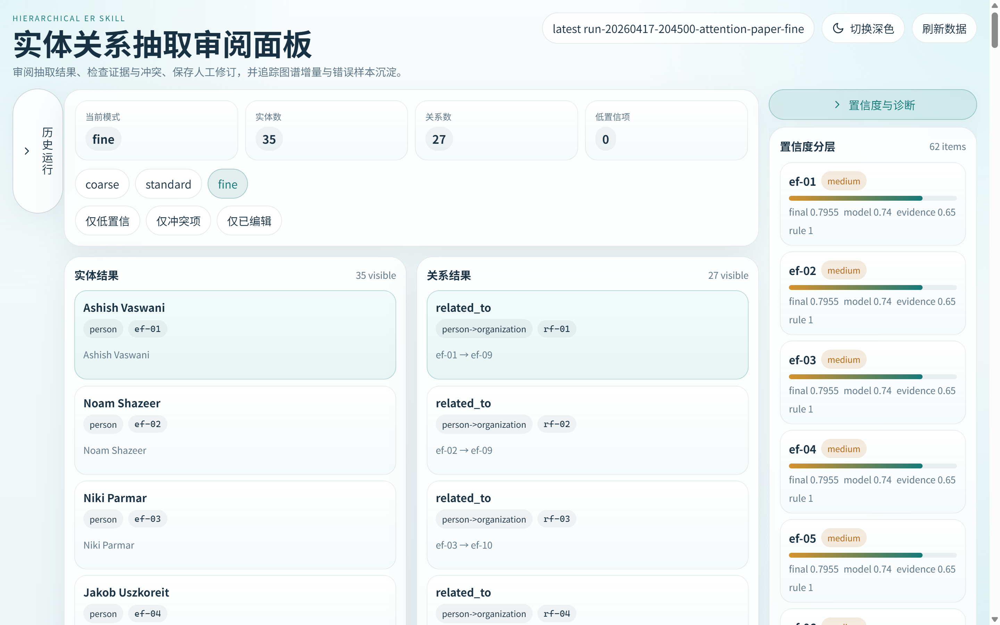 HIERARCHICAL ER SKILL
实体关系抽取审阅面板
审阅抽取结果、检查证据与冲突、保存人工修订，并追踪图谱增量与错误样本沉淀。
latest run-20260417-204500-attention-paper-fine
切换深色
刷新数据
历史运行
当前模式
fine
实体数
35
关系数
27
低置信项
0
coarse
standard
fine
仅低置信
仅冲突项
仅已编辑
实体结果
35 visible
Ashish Vaswani
person
ef-01
Ashish Vaswani
Noam Shazeer
person
ef-02
Noam Shazeer
Niki Parmar
person
ef-03
Niki Parmar
Jakob Uszkoreit
person
ef-04
关系结果
27 visible
related_to
person->organization
rf-01
ef-01 → ef-09
related_to
person->organization
rf-02
ef-02 → ef-09
related_to
person->organization
rf-03
ef-03 → ef-10
related_to
person->organization
rf-04
置信度与诊断
置信度分层
62 items
ef-01
medium
final 0.7955 model 0.74 evidence 0.65
rule 1
ef-02
medium
final 0.7955 model 0.74 evidence 0.65
rule 1
ef-03
medium
final 0.7955 model 0.74 evidence 0.65
rule 1
ef-04
medium
final 0.7955 model 0.74 evidence 0.65
rule 1
ef-05
medium
final 0.7955 model 0.74 evidence 0.65
rule 1